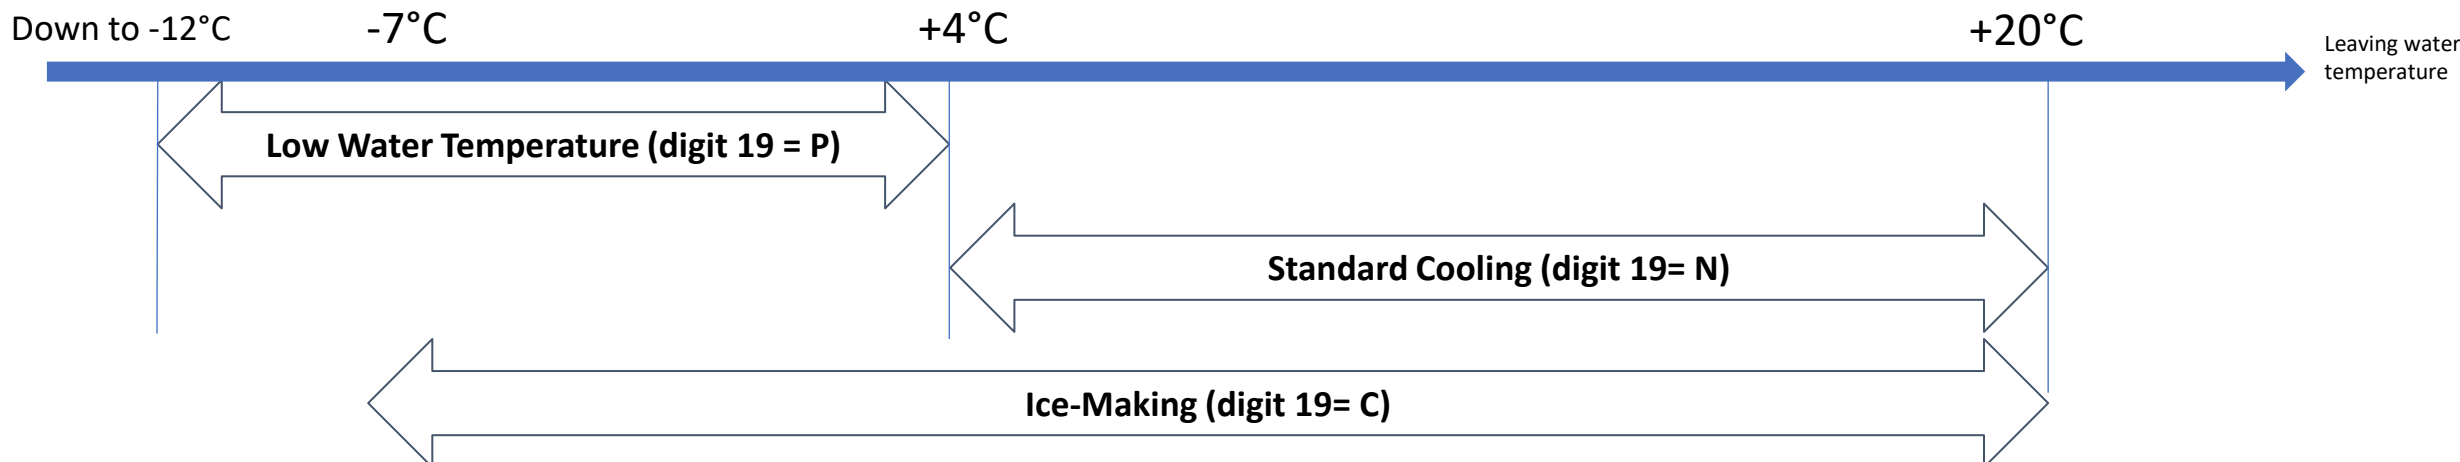 Down to -12°C
-7°C
+4°C
+20°C
Leaving water
temperature
Low Water Temperature (digit 19 = P)
Standard Cooling (digit 19= N)
Ice-Making (digit 19= C)